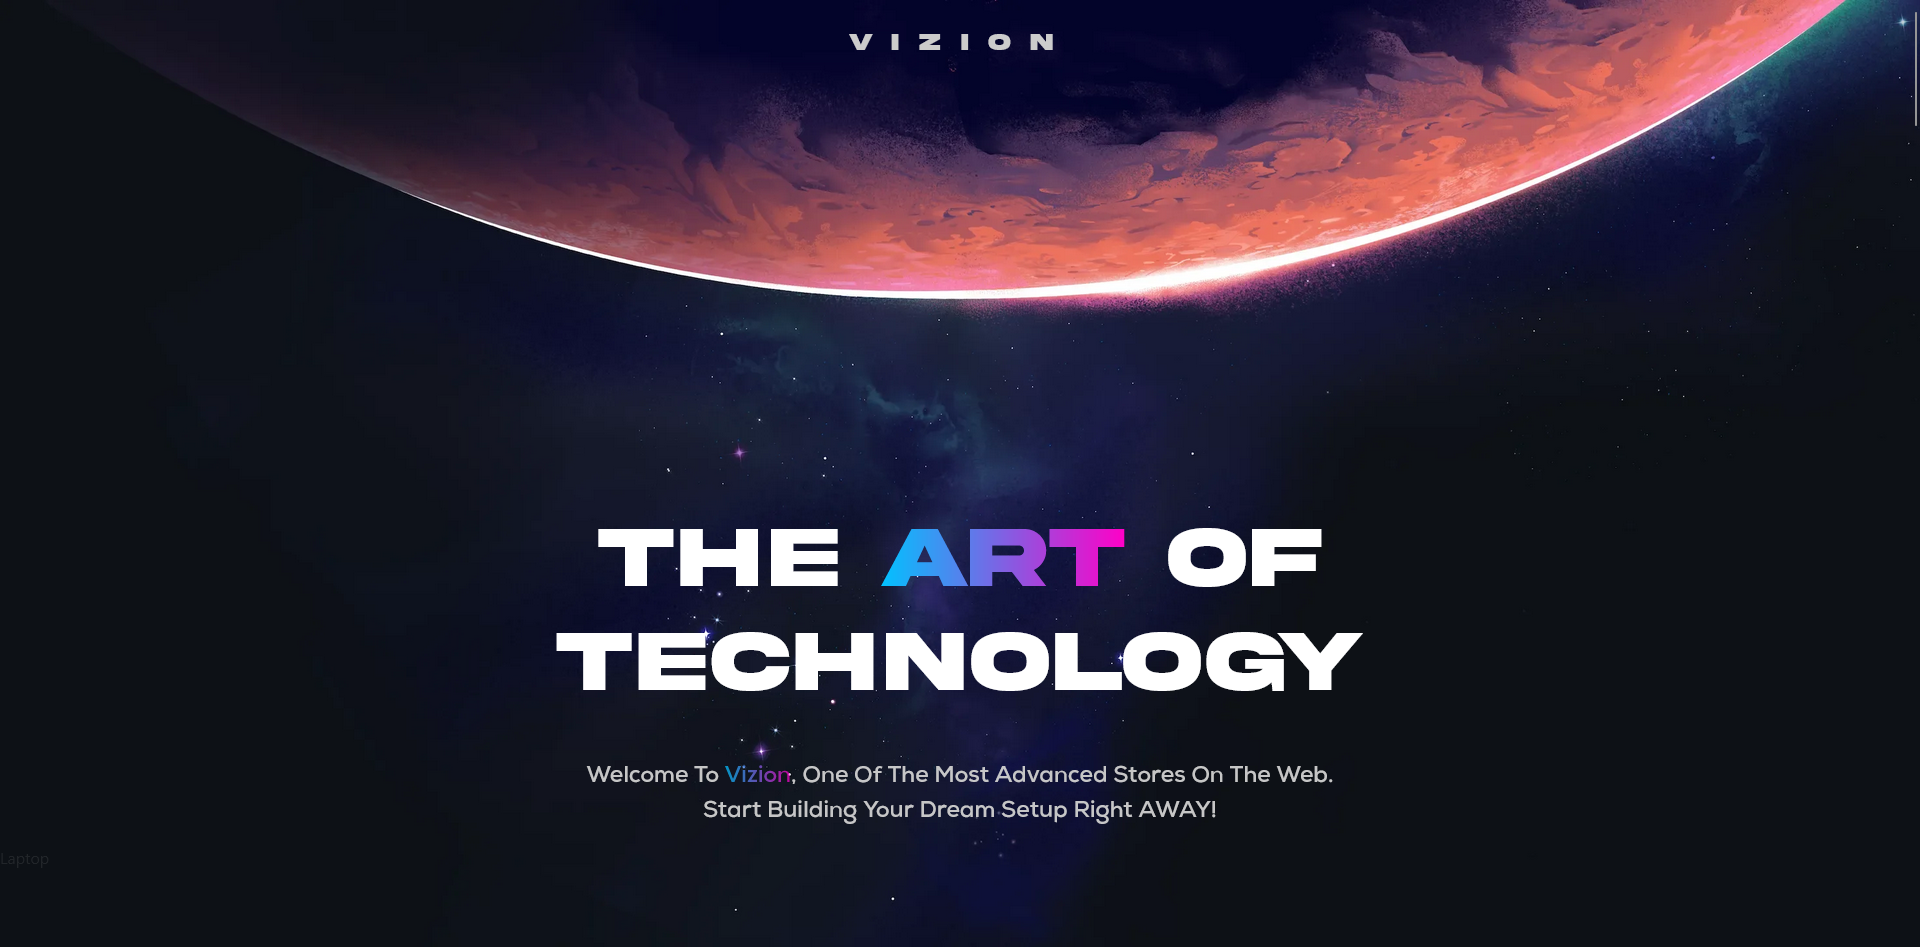 VIZION
THE ART OF
TECHNOLOGY
Welcome To Vizion, One Of The Most Advanced Stores On The Web.
Start Building Your Dream Setup Right AWAY!
Laptop